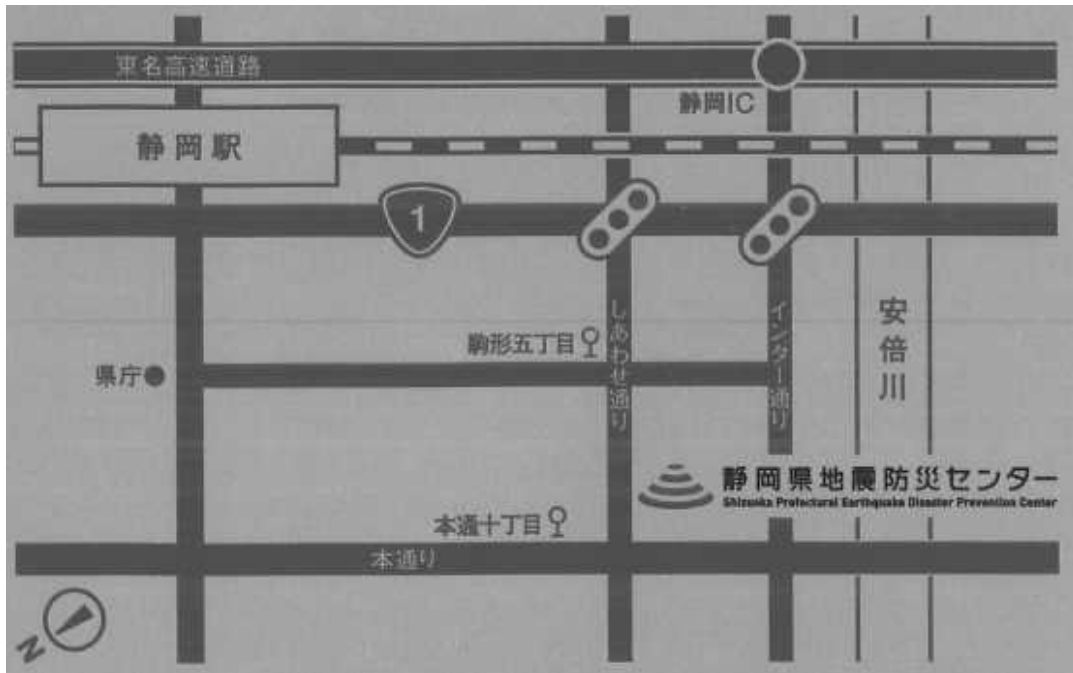 東名高速道路
静岡IC
静岡駅
1
しあわせ通り
インター通り
安倍川
駒形五丁目
県庁
静岡県地震防災センター
Shizuoka Prefectural Earthquake Disaster Prevention Center
本通十丁目
本通り
N